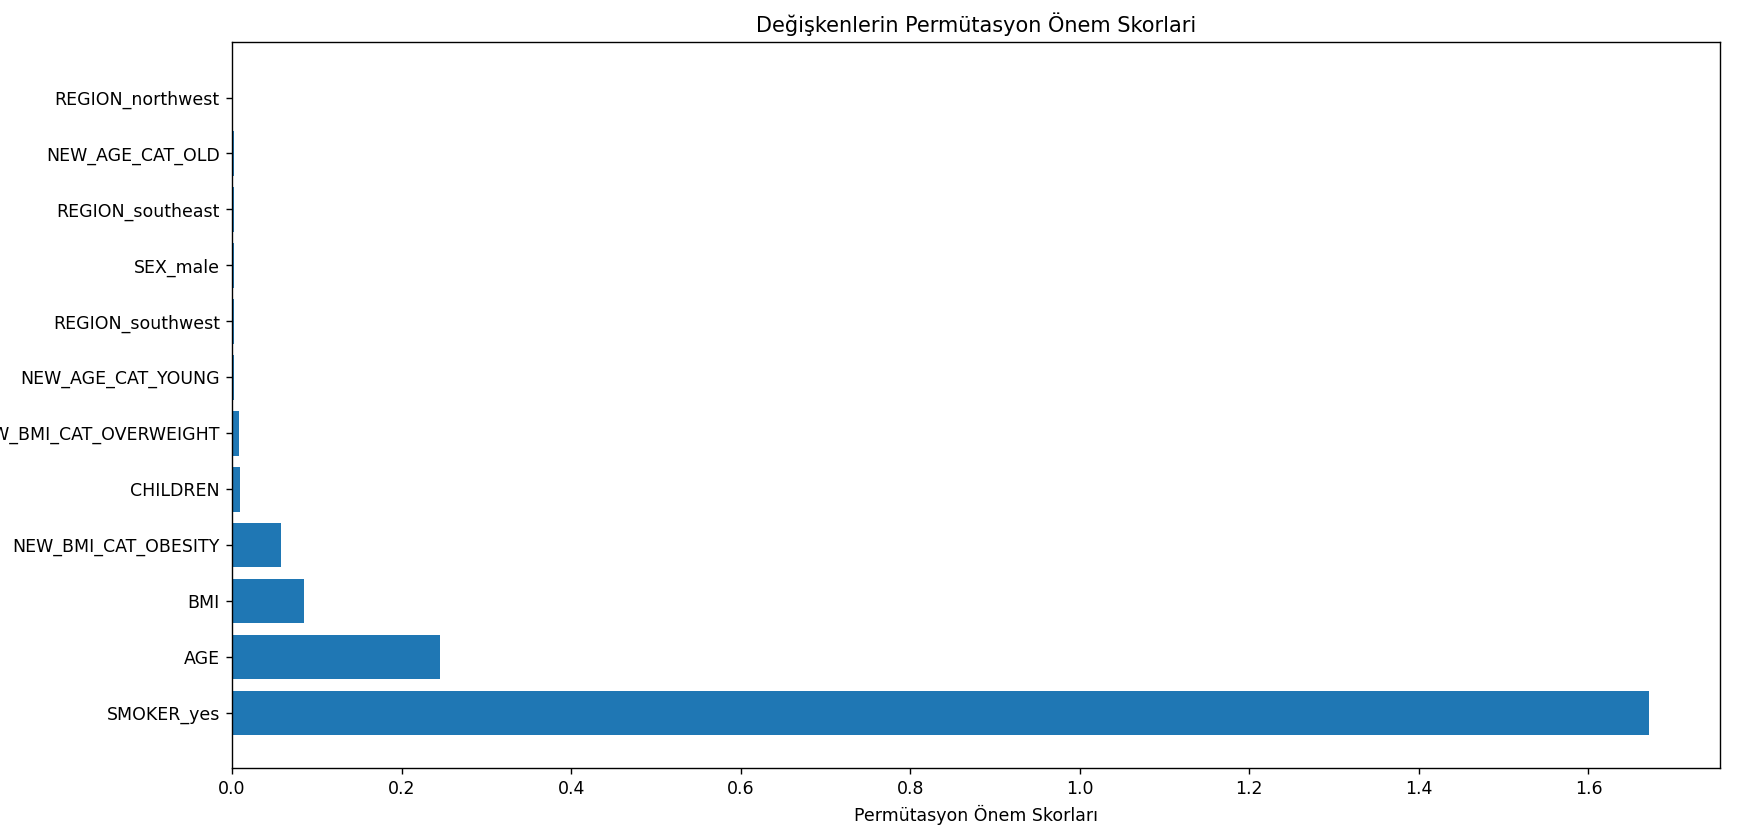 Değişkenlerin Permütasyon Önem Skorlari
REGION_northwest
NEW_AGE_CAT_OLD
REGION_southeast
SEX_male
REGION_southwest
NEW_AGE_CAT_YOUNG
W_BMI_CAT_OVERWEIGHT
CHILDREN
NEW_BMI_CAT_OBESITY
BMI
AGE
SMOKER_yes
0.0 0.2 0.4 0.6 0.8 1.0 1.2 1.4 1.6
Permütasyon Önem Skorları